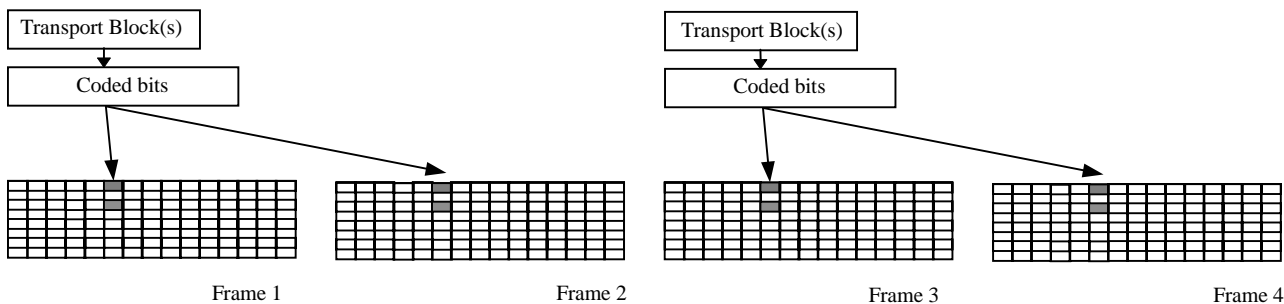 Transport Block(s)
Coded bits
Transport Block(s)
Coded bits
Frame 1
Frame 2
Frame 3
Frame 4